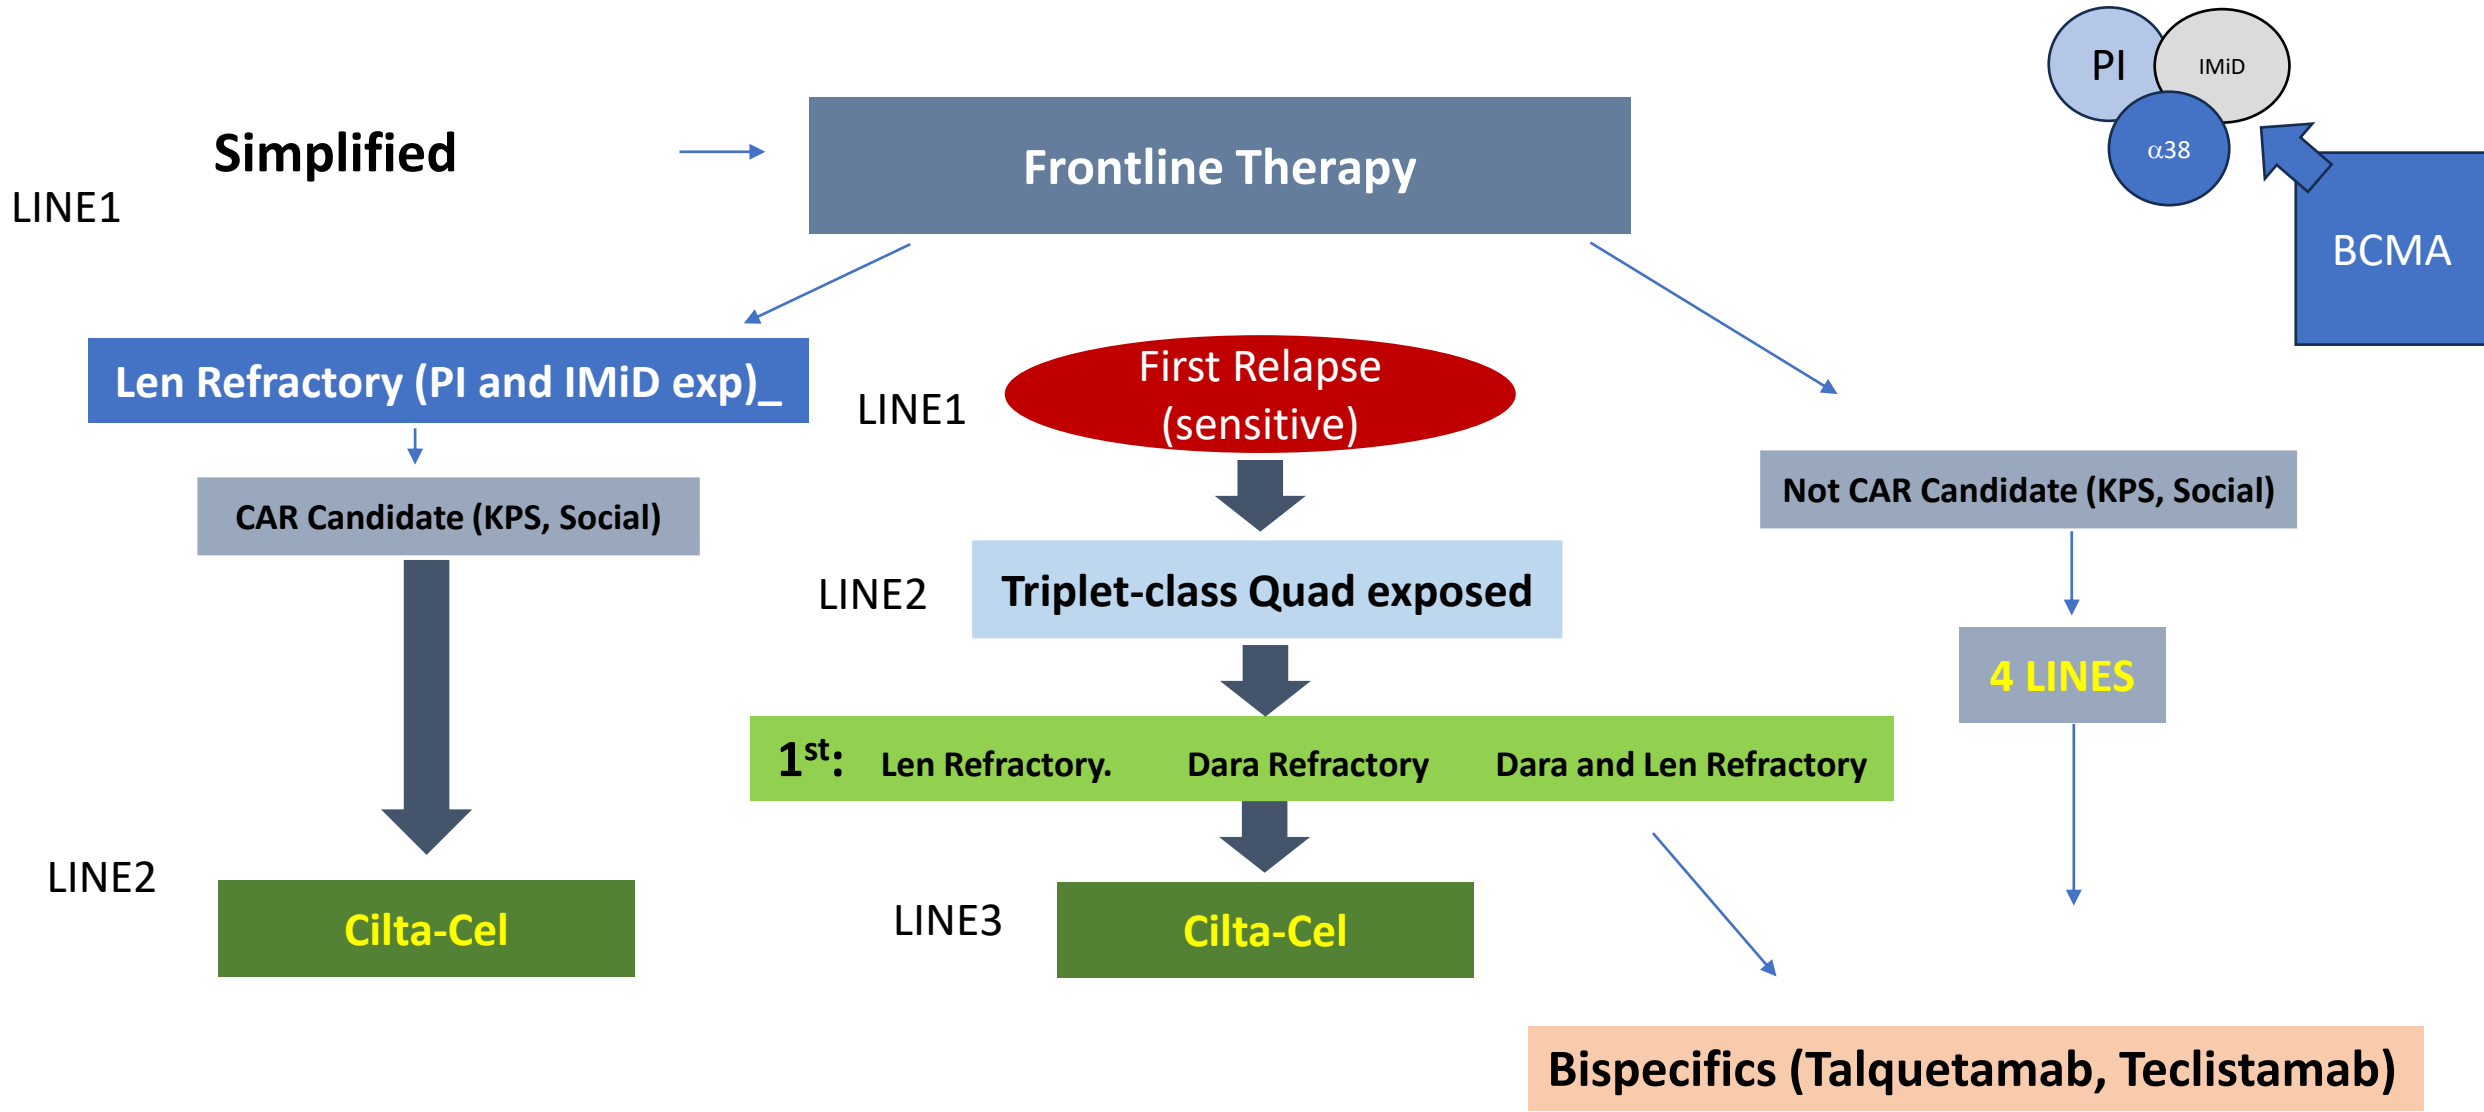 PI
IMiD
α38
BCMA
Simplified
Frontline Therapy
LINE1
Len Refractory (PI and IMiD exp)_
LINE1
First Relapse
(sensitive)
CAR Candidate (KPS, Social)
Not CAR Candidate (KPS, Social)
LINE2
Triplet-class Quad exposed
4 LINES
1st: Len Refractory. Dara Refractory Dara and Len Refractory
LINE2
Cilta-Cel
LINE3
Cilta-Cel
Bispecifics (Talquetamab, Teclistamab)